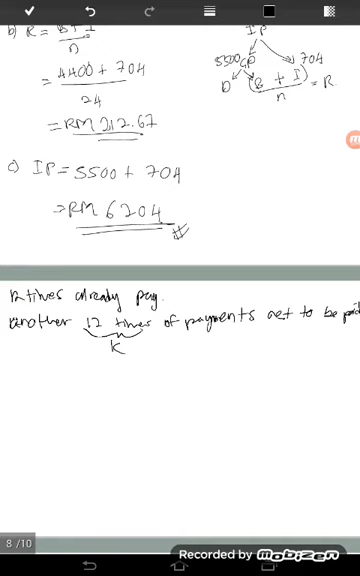 b) R = B + I / n
= 4400 + 704 / 24
= RM 212.67
IP
5500 CP 704
D (B + I) / n = R
c) IP = 5500 + 704
= RM 6204 #
12 times already pay.
another 12 times of payments not to be paid
K
8 /10
Recorded by mobizen